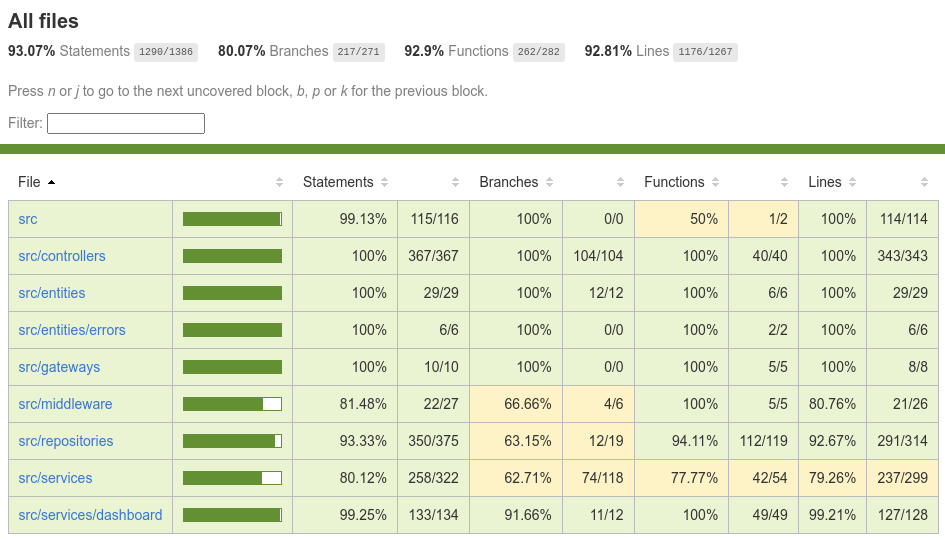 All files
93.07% Statements 1290/1386 80.07% Branches 217/271 92.9% Functions 262/282 92.81% Lines 1176/1267
Press n or j to go to the next uncovered block, b, p or k for the previous block.
Filter:
File Statements Branches Functions Lines
src 99.13% 115/116 100% 0/0 50% 1/2 100% 114/114
src/controllers 100% 367/367 100% 104/104 100% 40/40 100% 343/343
src/entities 100% 29/29 100% 12/12 100% 6/6 100% 29/29
src/entities/errors 100% 6/6 100% 0/0 100% 2/2 100% 6/6
src/gateways 100% 10/10 100% 0/0 100% 5/5 100% 8/8
src/middleware 81.48% 22/27 66.66% 4/6 100% 5/5 80.76% 21/26
src/repositories 93.33% 350/375 63.15% 12/19 94.11% 112/119 92.67% 291/314
src/services 80.12% 258/322 62.71% 74/118 77.77% 42/54 79.26% 237/299
src/services/dashboard 99.25% 133/134 91.66% 11/12 100% 49/49 99.21% 127/128